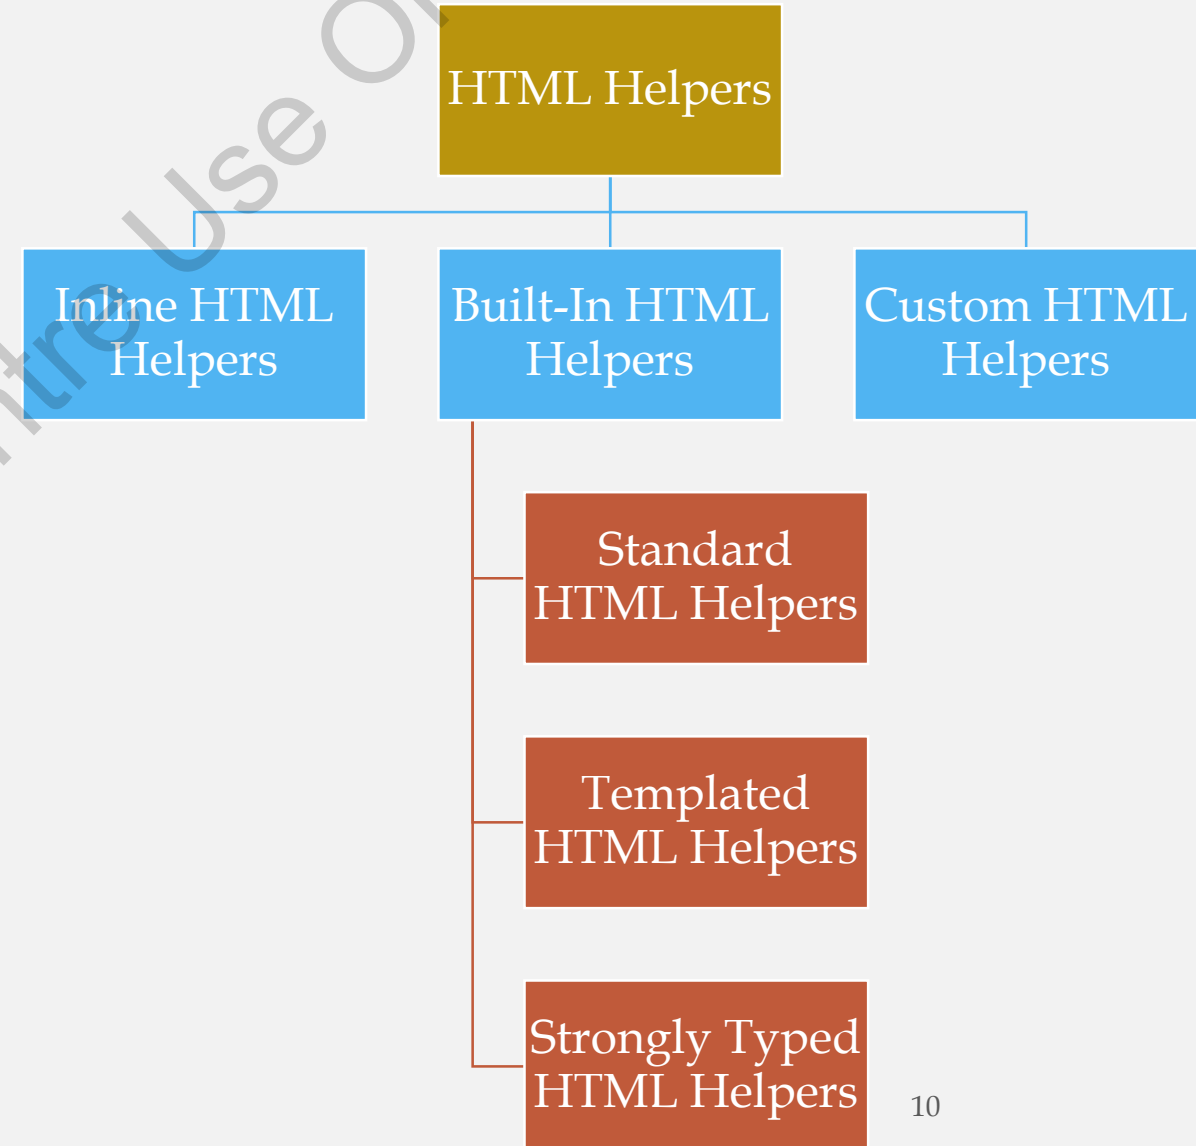 HTML Helpers
Inline HTML
Helpers
Built-In HTML
Helpers
Custom HTML
Helpers
Standard
HTML Helpers
Templated
HTML Helpers
Strongly Typed
HTML Helpers
10
Use